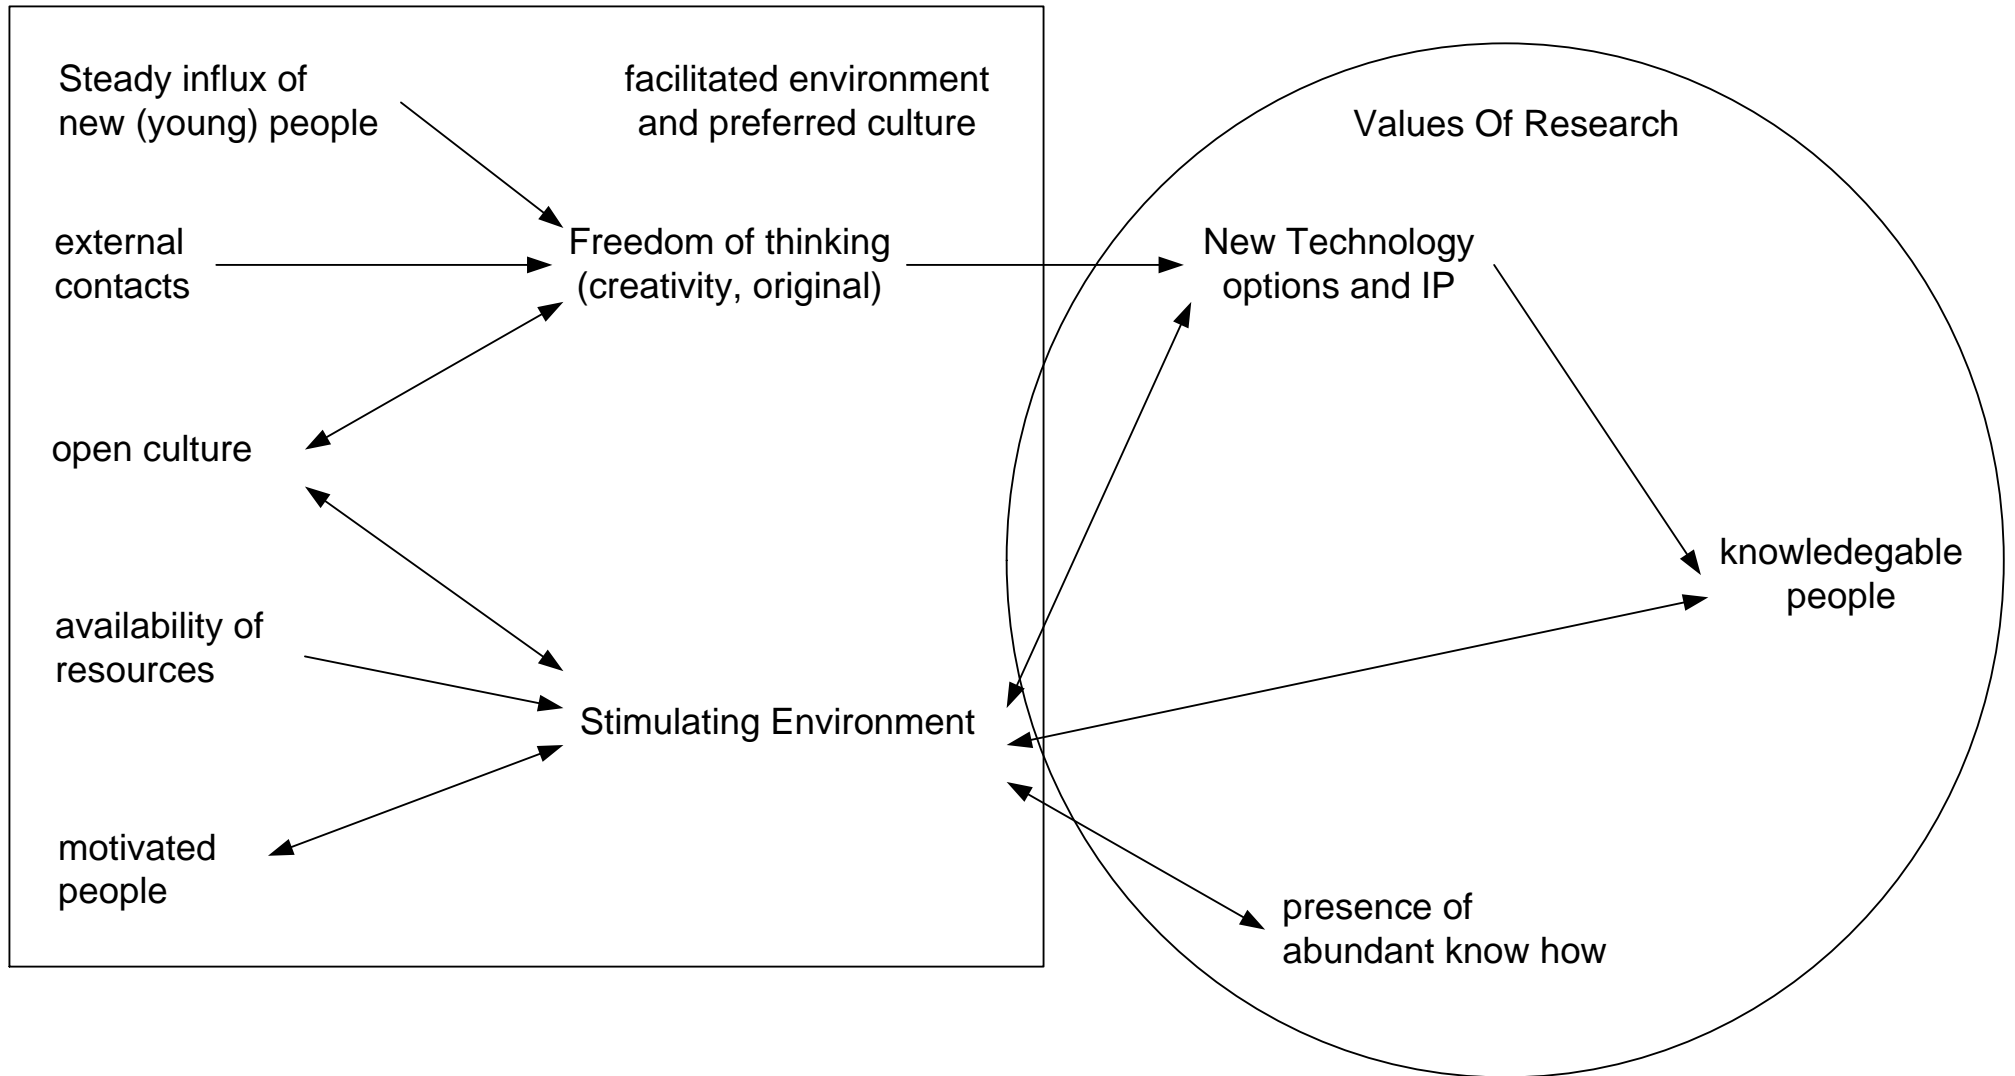 Steady influx of
new (young) people
facilitated environment
and preferred culture
Values Of Research
external
contacts
Freedom of thinking
(creativity, original)
New Technology
options and IP
open culture
knowledegable
people
availability of
resources
Stimulating Environment
motivated
people
presence of
abundant know how